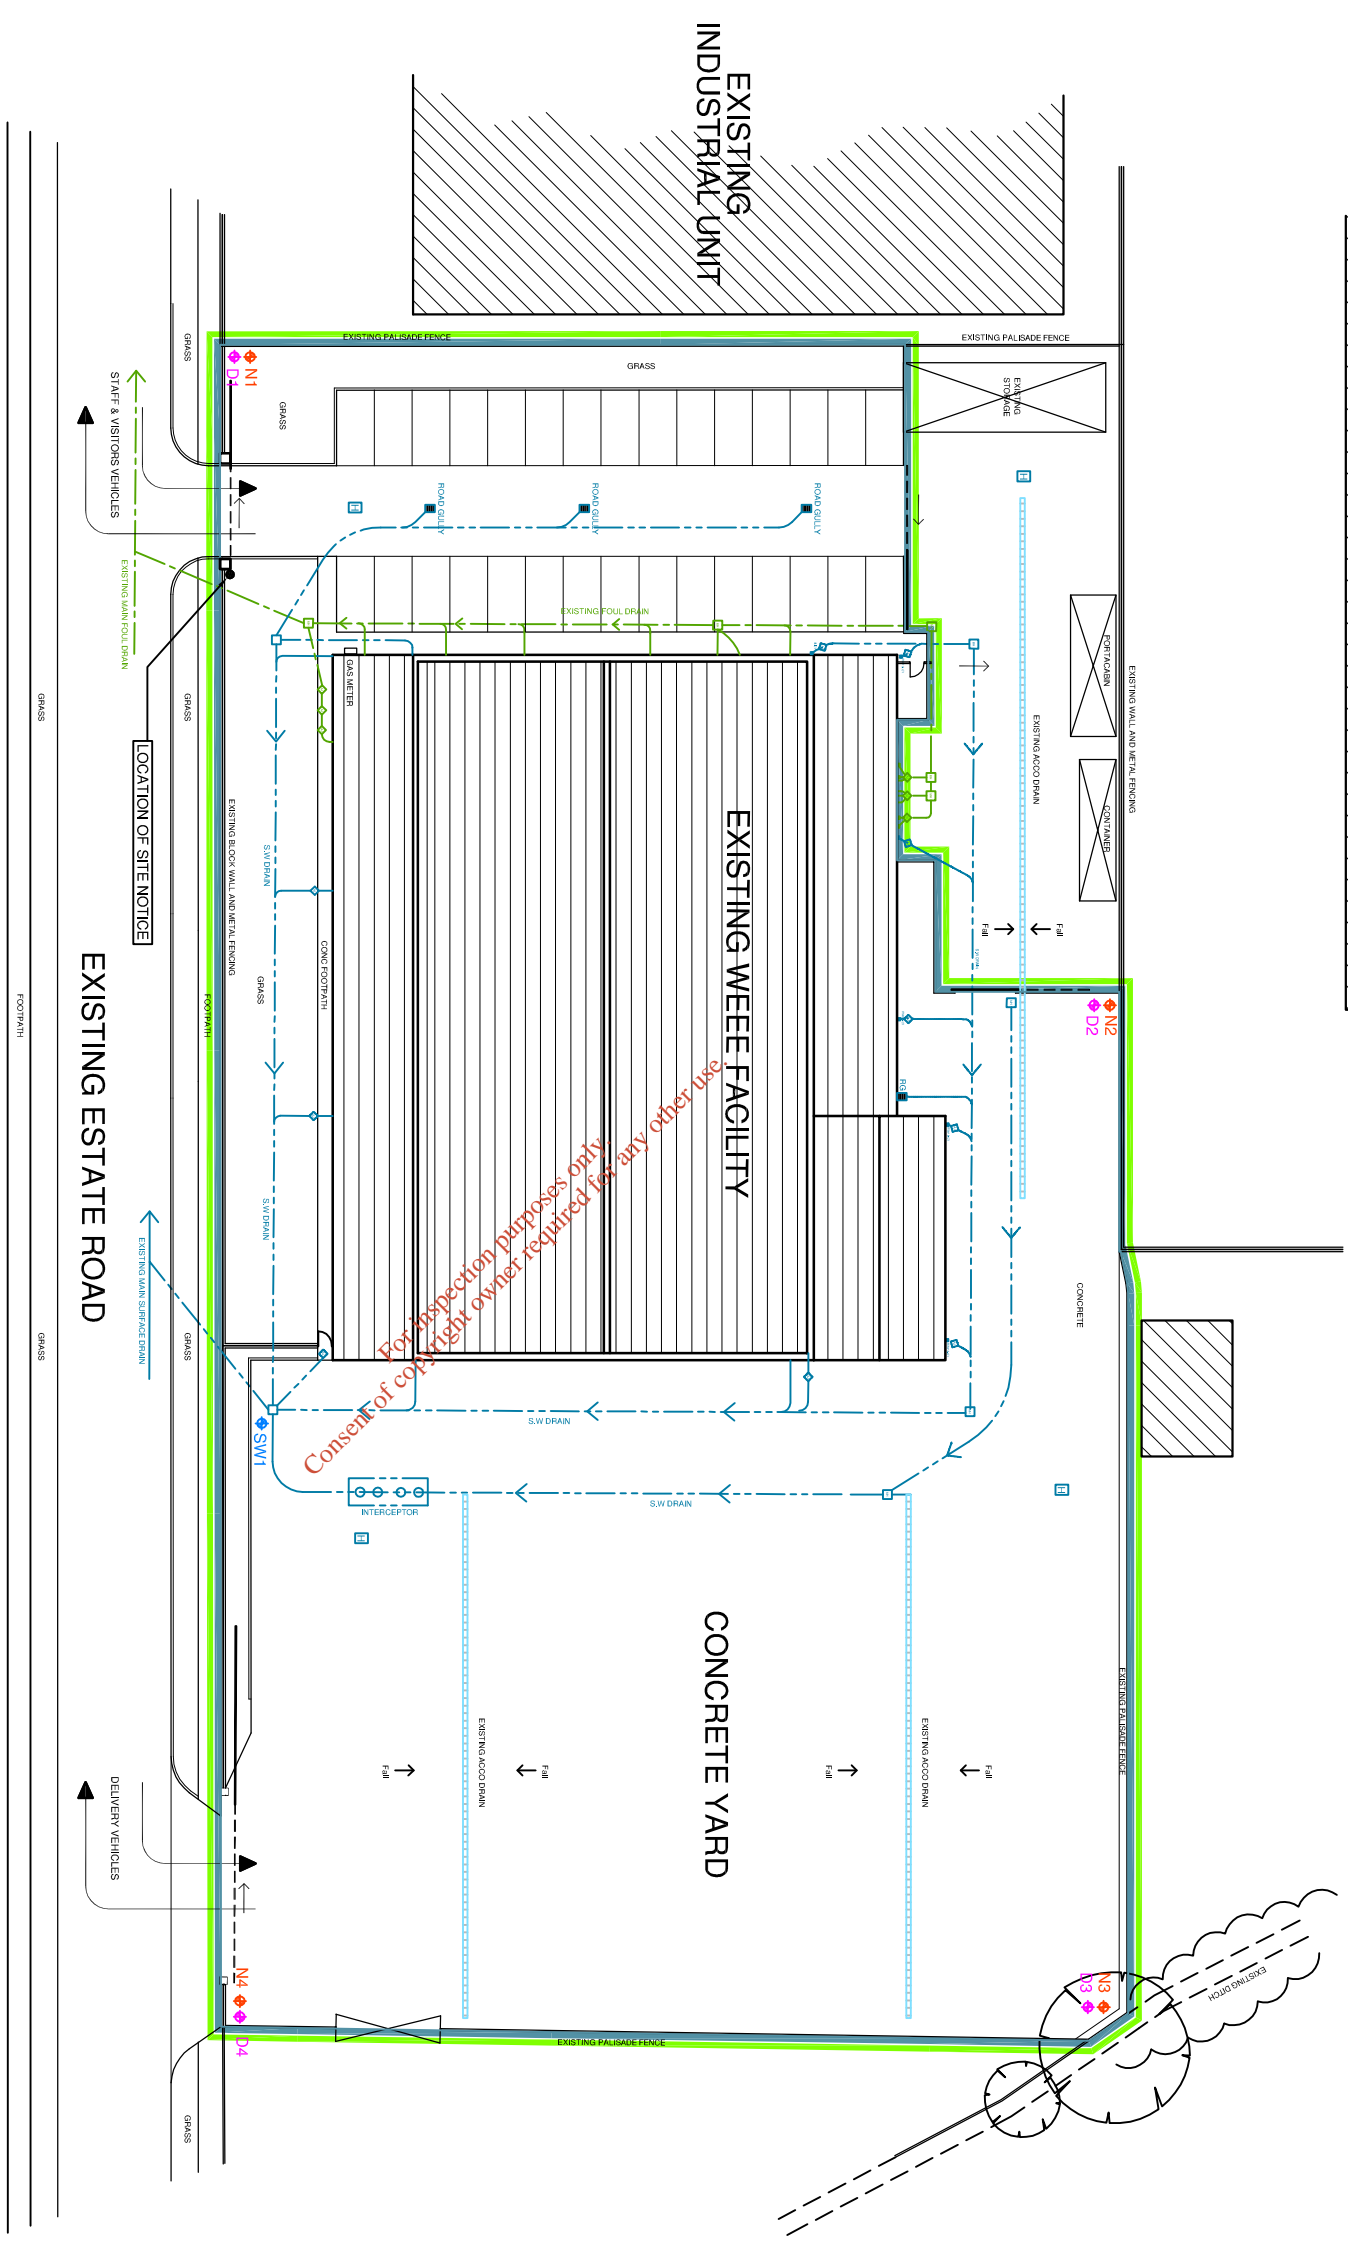 EXISTING
INDUSTRIAL UNIT
EXISTING PALISADE FENCE
EXISTING PALISADE FENCE
GRASS
GRASS
GRASS
N1
D1
EXISTING
STORAGE
STAFF & VISITORS VEHICLES
H
H
ROAD GULLY
ROAD GULLY
ROAD GULLY
EXISTING MAIN FOUL DRAIN
EXISTING FOUL DRAIN
GAS METER
PORTACABIN
EXISTING WALL AND METAL FENCING
CONTAINER
EXISTING ACCO DRAIN
GRASS
GRASS
LOCATION OF SITE NOTICE
EXISTING BLOCK WALL AND METAL FENCING
S.W DRAIN
CONC FOOTPATH
GRASS
EXISTING WEEE FACILITY
Fall
Fall
N2
D2
FOOTPATH
FOOTPATH
EXISTING ESTATE ROAD
RG
S.W DRAIN
EXISTING MAIN SURFACE DRAIN
CONCRETE
GRASS
GRASS
For inspection purposes only.
Consent of copyright owner required for any other use.
SW1
S.W DRAIN
S.W DRAIN
INTERCEPTOR
H
H
CONCRETE YARD
EXISTING ACCO DRAIN
EXISTING ACCO DRAIN
EXISTING PALISADE FENCE
Fall
Fall
Fall
Fall
DELIVERY VEHICLES
N4
D4
N3
D3
EXISTING DITCH
EXISTING PALISADE FENCE
GRASS